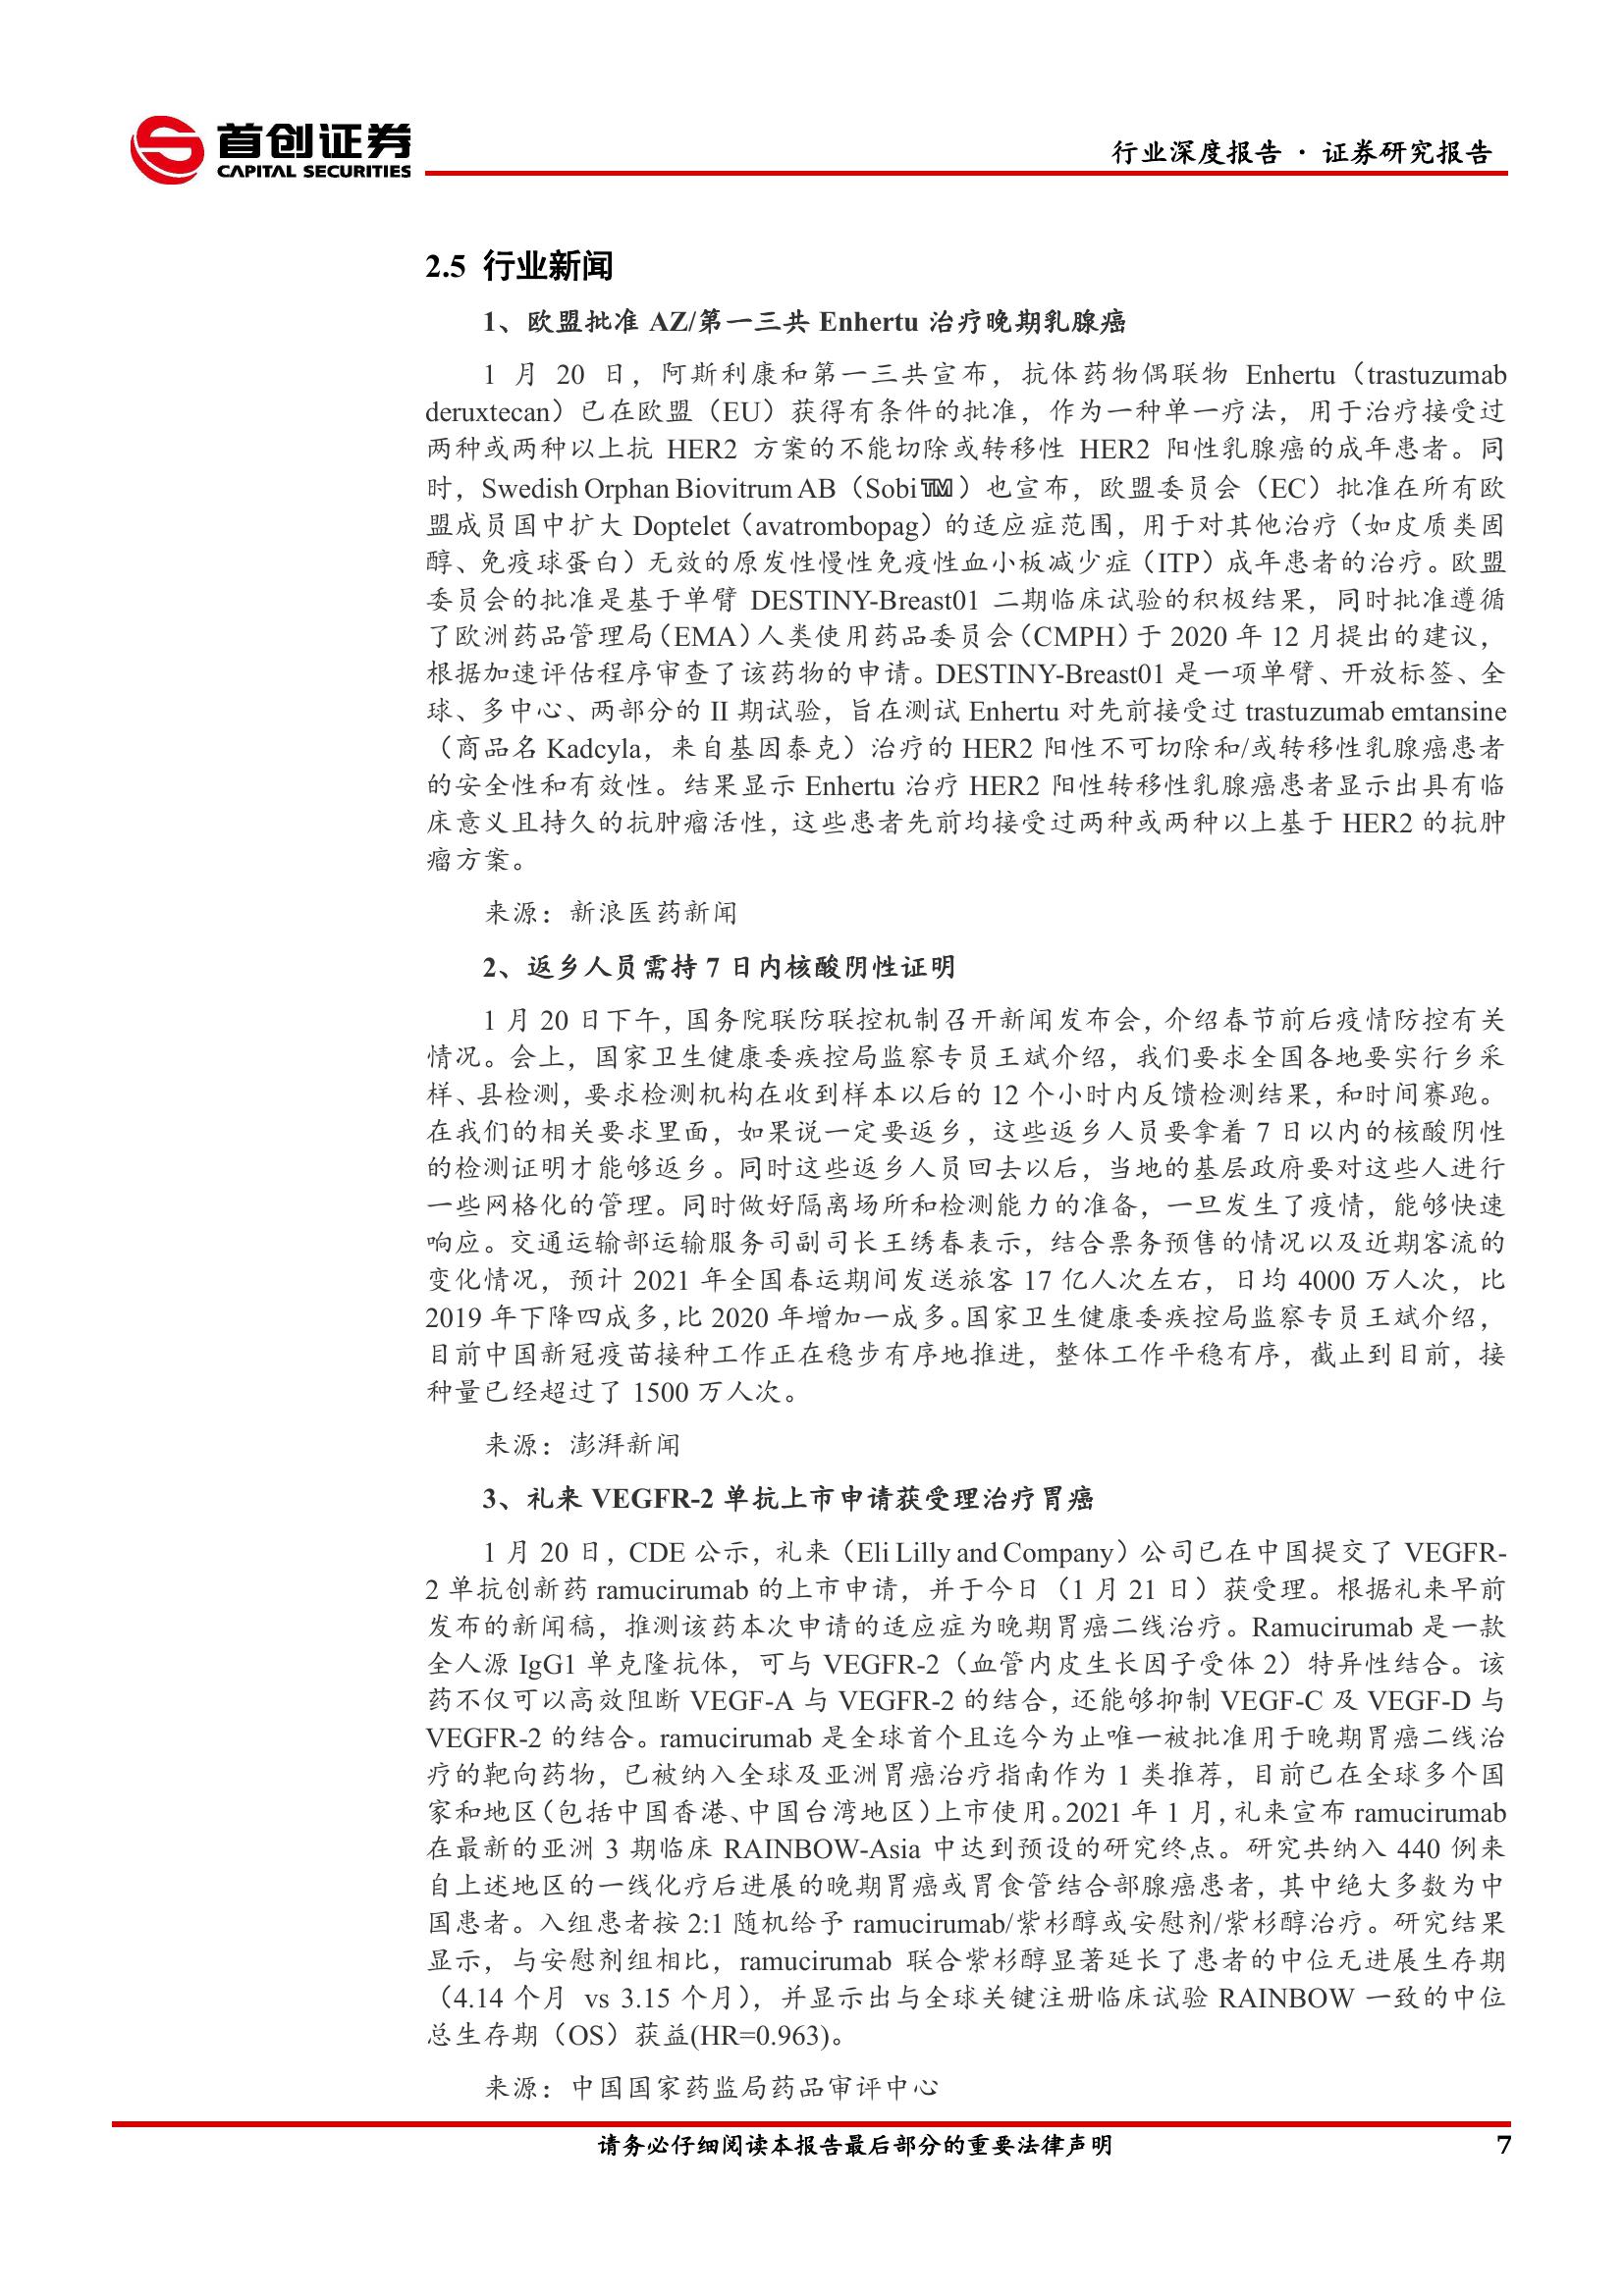 首创证券
CAPITAL SECURITIES
行业深度报告 · 证券研究报告
2.5 行业新闻
1、欧盟批准 AZ/第一三共 Enhertu 治疗晚期乳腺癌
1 月 20 日，阿斯利康和第一三共宣布，抗体药物偶联物 Enhertu（trastuzumab
deruxtecan）已在欧盟（EU）获得有条件的批准，作为一种单一疗法，用于治疗接受过
两种或两种以上抗 HER2 方案的不能切除或转移性 HER2 阳性乳腺癌的成年患者。同
时，Swedish Orphan Biovitrum AB（Sobi™）也宣布，欧盟委员会（EC）批准在所有欧
盟成员国中扩大 Doptelet（avatrombopag）的适应症范围，用于对其他治疗（如皮质类固
醇、免疫球蛋白）无效的原发性慢性免疫性血小板减少症（ITP）成年患者的治疗。欧盟
委员会的批准是基于单臂 DESTINY-Breast01 二期临床试验的积极结果，同时批准遵循
了欧洲药品管理局（EMA）人类使用药品委员会（CMPH）于 2020 年 12 月提出的建议，
根据加速评估程序审查了该药物的申请。DESTINY-Breast01 是一项单臂、开放标签、全
球、多中心、两部分的 II 期试验，旨在测试 Enhertu 对先前接受过 trastuzumab emtansine
（商品名 Kadcyla，来自基因泰克）治疗的 HER2 阳性不可切除和/或转移性乳腺癌患者
的安全性和有效性。结果显示 Enhertu 治疗 HER2 阳性转移性乳腺癌患者显示出具有临
床意义且持久的抗肿瘤活性，这些患者先前均接受过两种或两种以上基于 HER2 的抗肿
瘤方案。
来源：新浪医药新闻
2、返乡人员需持 7 日内核酸阴性证明
1 月 20 日下午，国务院联防联控机制召开新闻发布会，介绍春节前后疫情防控有关
情况。会上，国家卫生健康委疾控局监察专员王斌介绍，我们要求全国各地要实行乡采
样、县检测，要求检测机构在收到样本以后的 12 个小时内反馈检测结果，和时间赛跑。
在我们的相关要求里面，如果说一定要返乡，这些返乡人员要拿着 7 日以内的核酸阴性
的检测证明才能够返乡。同时这些返乡人员回去以后，当地的基层政府要对这些人进行
一些网格化的管理。同时做好隔离场所和检测能力的准备，一旦发生了疫情，能够快速
响应。交通运输部运输服务司副司长王绣春表示，结合票务预售的情况以及近期客流的
变化情况，预计 2021 年全国春运期间发送旅客 17 亿人次左右，日均 4000 万人次，比
2019 年下降四成多，比 2020 年增加一成多。国家卫生健康委疾控局监察专员王斌介绍，
目前中国新冠疫苗接种工作正在稳步有序地推进，整体工作平稳有序，截止到目前，接
种量已经超过了 1500 万人次。
来源：澎湃新闻
3、礼来 VEGFR-2 单抗上市申请获受理治疗胃癌
1 月 20 日，CDE 公示，礼来（Eli Lilly and Company）公司已在中国提交了 VEGFR-
2 单抗创新药 ramucirumab 的上市申请，并于今日（1 月 21 日）获受理。根据礼来早前
发布的新闻稿，推测该药本次申请的适应症为晚期胃癌二线治疗。Ramucirumab 是一款
全人源 IgG1 单克隆抗体，可与 VEGFR-2（血管内皮生长因子受体 2）特异性结合。该
药不仅可以高效阻断 VEGF-A 与 VEGFR-2 的结合，还能够抑制 VEGF-C 及 VEGF-D 与
VEGFR-2 的结合。ramucirumab 是全球首个且迄今为止唯一被批准用于晚期胃癌二线治
疗的靶向药物，已被纳入全球及亚洲胃癌治疗指南作为 1 类推荐，目前已在全球多个国
家和地区（包括中国香港、中国台湾地区）上市使用。2021 年 1 月，礼来宣布 ramucirumab
在最新的亚洲 3 期临床 RAINBOW-Asia 中达到预设的研究终点。研究共纳入 440 例来
自上述地区的一线化疗后进展的晚期胃癌或胃食管结合部腺癌患者，其中绝大多数为中
国患者。入组患者按 2:1 随机给予 ramucirumab/紫杉醇或安慰剂/紫杉醇治疗。研究结果
显示，与安慰剂组相比，ramucirumab 联合紫杉醇显著延长了患者的中位无进展生存期
（4.14 个月 vs 3.15 个月），并显示出与全球关键注册临床试验 RAINBOW 一致的中位
总生存期（OS）获益(HR=0.963)。
来源：中国国家药监局药品审评中心
请务必仔细阅读本报告最后部分的重要法律声明
7